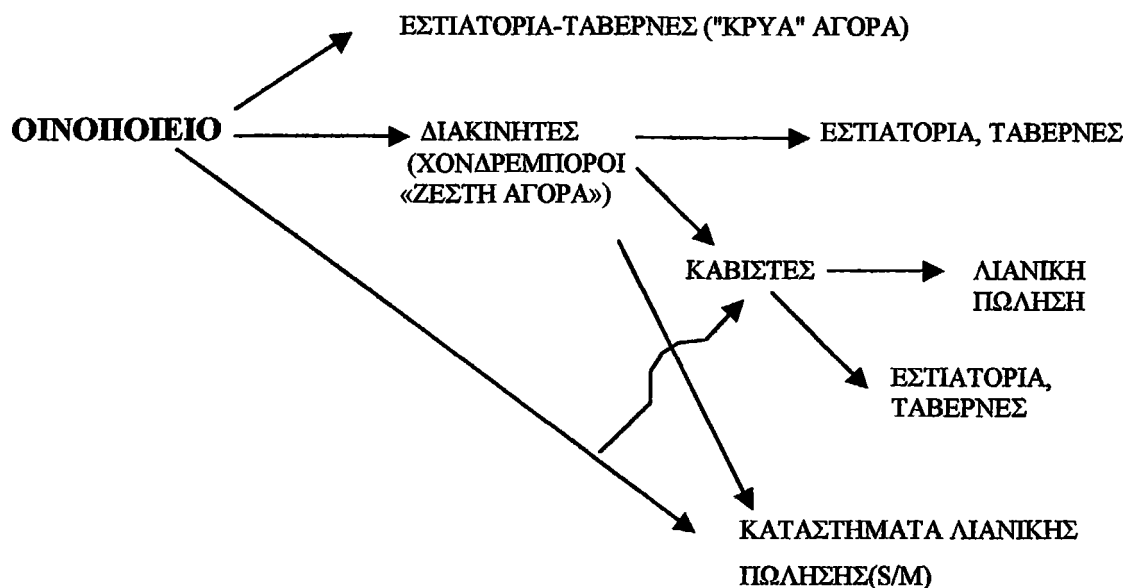 ΕΣΤΙΑΤΟΡΙΑ-ΤΑΒΕΡΝΕΣ ("ΚΡΥΑ" ΑΓΟΡΑ)
ΟΙΝΟΠΟΙΕΙΟ
ΔΙΑΚΙΝΗΤΕΣ
(ΧΟΝΔΡΕΜΠΟΡΟΙ
«ΖΕΣΤΗ ΑΓΟΡΑ»)
ΕΣΤΙΑΤΟΡΙΑ, ΤΑΒΕΡΝΕΣ
ΚΑΒΙΣΤΕΣ
ΛΙΑΝΙΚΗ
ΠΩΛΗΣΗ
ΕΣΤΙΑΤΟΡΙΑ,
ΤΑΒΕΡΝΕΣ
ΚΑΤΑΣΤΗΜΑΤΑ ΛΙΑΝΙΚΗΣ
ΠΩΛΗΣΗΣ(S/M)